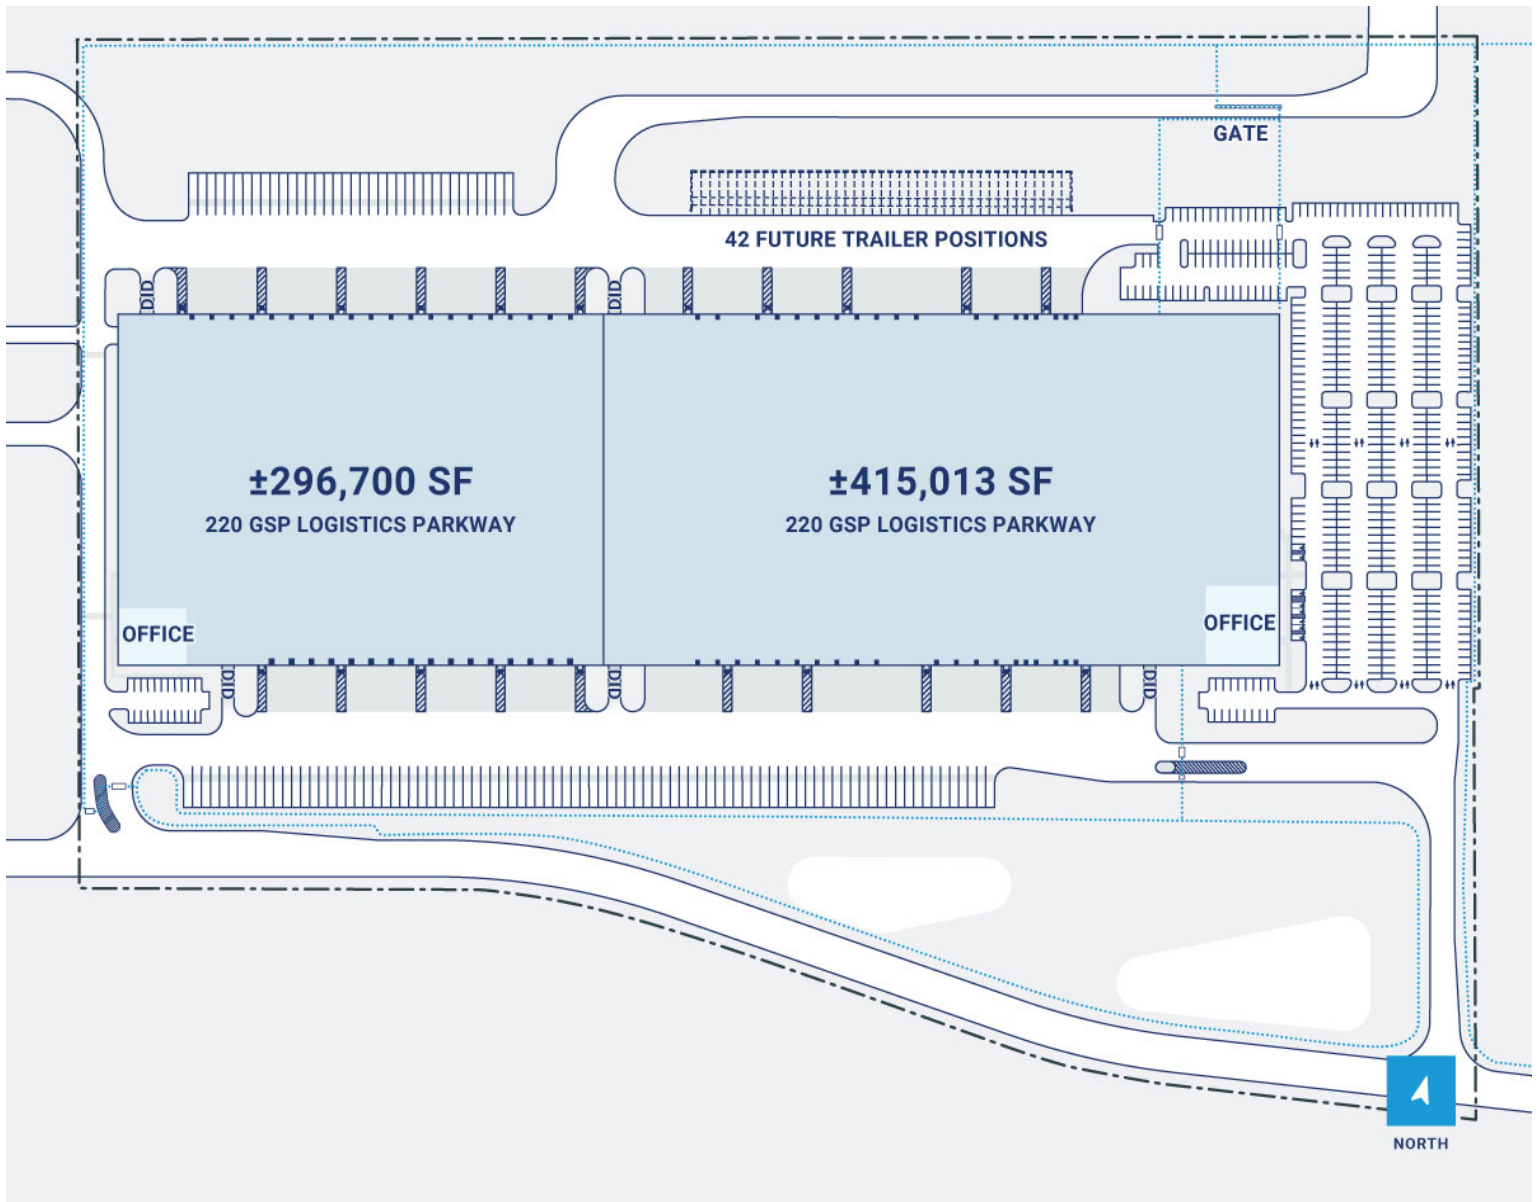 GATE
42 FUTURE TRAILER POSITIONS
DID
DID
±296,700 SF
220 GSP LOGISTICS PARKWAY
±415,013 SF
220 GSP LOGISTICS PARKWAY
OFFICE
OFFICE
DID
DID
DID
NORTH